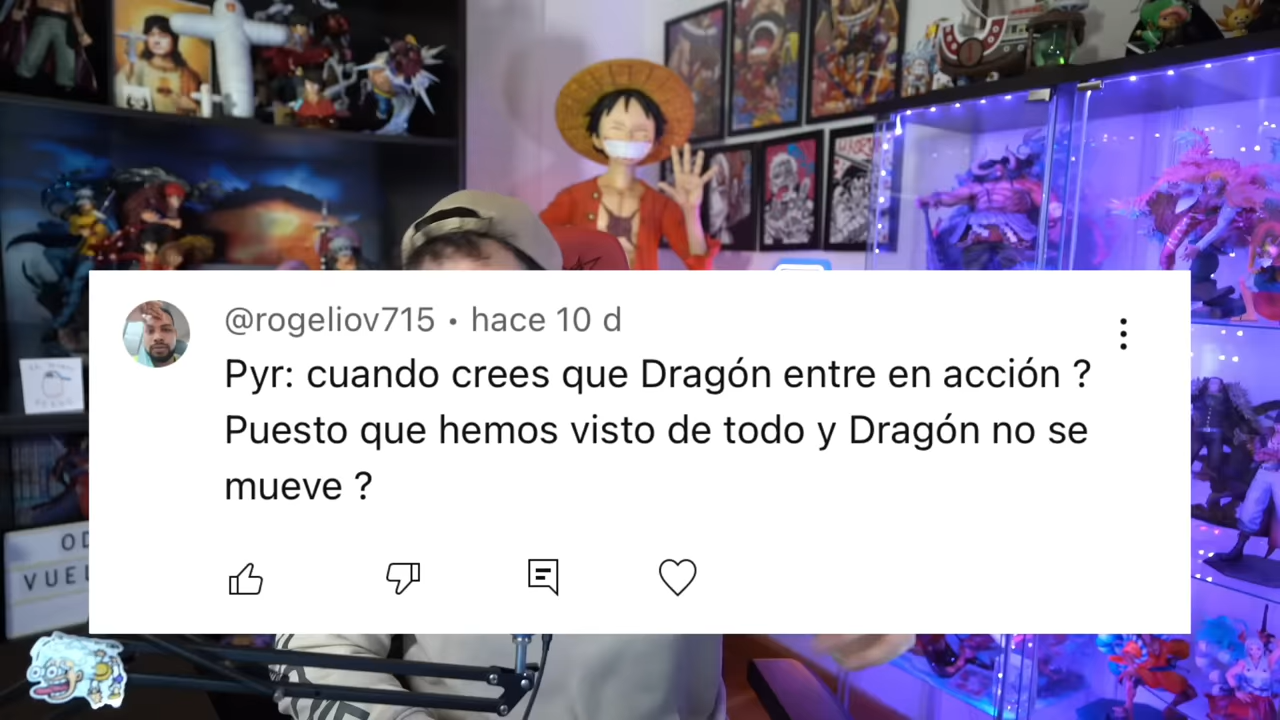 @rogeliov715 • hace 10 d
Pyr: cuando crees que Dragón entre en acción ?
Puesto que hemos visto de todo y Dragón no se
mueve ?
VUEL